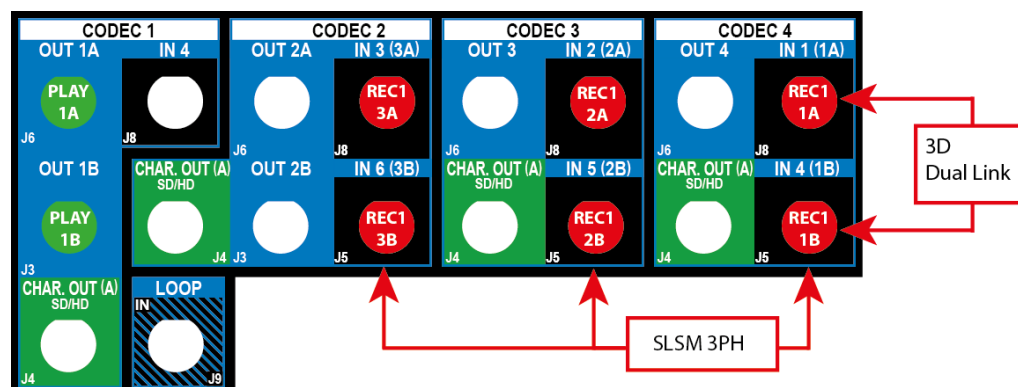 CODEC 1
CODEC 2
CODEC 3
CODEC 4
OUT 1A
IN 4
OUT 2A
IN 3 (3A)
OUT 3
IN 2 (2A)
OUT 4
IN 1 (1A)
PLAY
1A
REC1
3A
REC1
2A
REC1
1A
J6
J8
J6
J8
J6
J8
J6
J8
3D
Dual Link
OUT 1B
CHAR. OUT (A)
SD/HD
OUT 2B
IN 6 (3B)
CHAR. OUT (A)
SD/HD
IN 5 (2B)
CHAR. OUT (A)
SD/HD
IN 4 (1B)
PLAY
1B
REC1
3B
REC1
2B
REC1
1B
J3
J4
J3
J5
J4
J5
J4
J5
CHAR. OUT (A)
SD/HD
LOOP
IN
J4
J9
SLSM 3PH